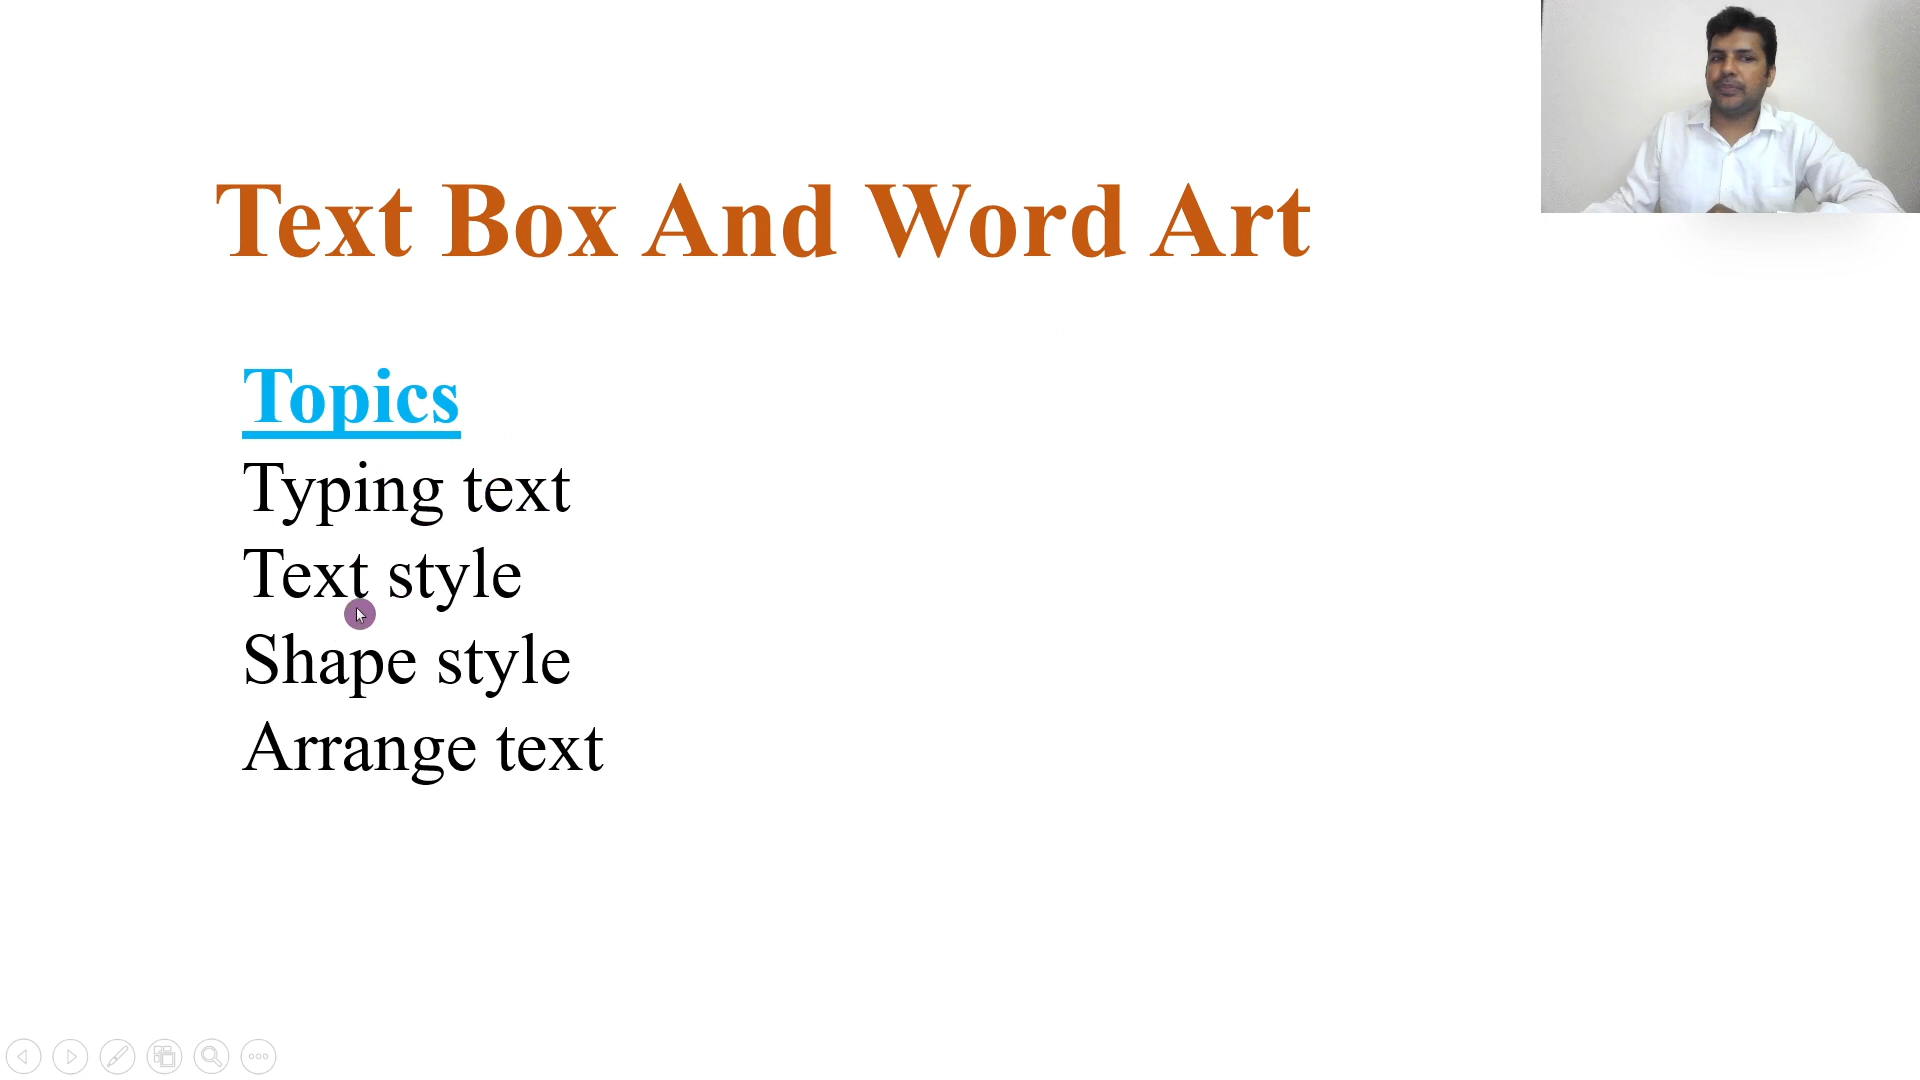 Text Box And Word Art
Topics
Typing text
Text style
Shape style
Arrange text